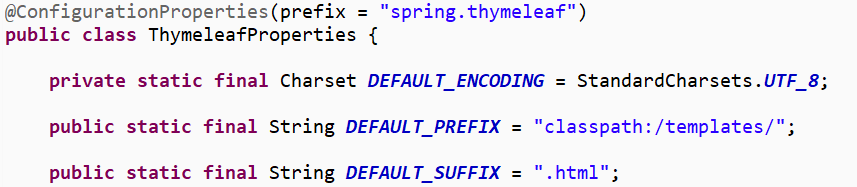 @ConfigurationProperties(prefix = "spring.thymeleaf")
public class ThymeleafProperties {
private static final Charset DEFAULT_ENCODING = StandardCharsets.UTF_8;
public static final String DEFAULT_PREFIX = "classpath:/templates/";
public static final String DEFAULT_SUFFIX = ".html";